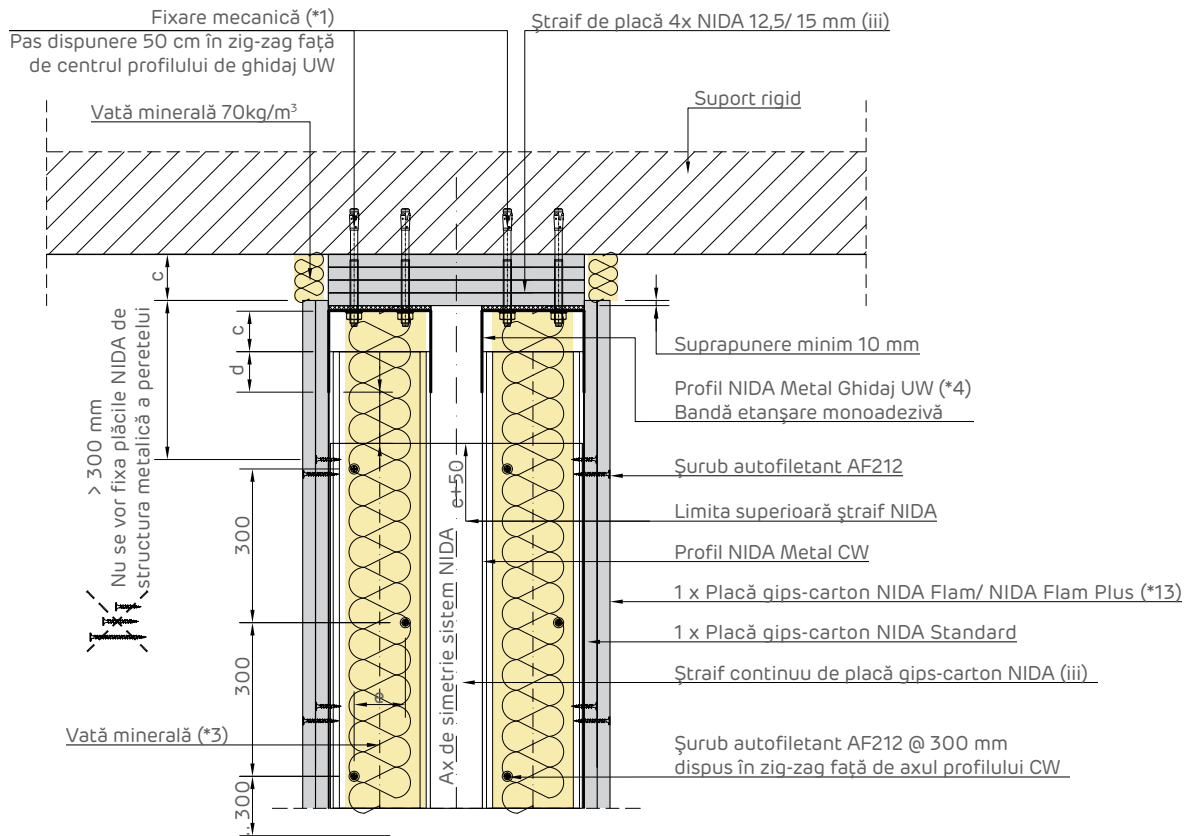 Fixare mecanică (*1)
Pas dispunere 50 cm în zig-zag față
de centrul profilului de ghidaj UW
Ștraif de placă 4x NIDA 12,5/ 15 mm (iii)
Vată minerală 70kg/m³
Suport rigid
c
c
d
> 300 mm
Nu se vor fixa plăcile NIDA de
structura metalică a peretelui
Suprapunere minim 10 mm
Profil NIDA Metal Ghidaj UW (*4)
Bandă etanșare monoadezivă
Șurub autofiletant AF212
e+50
Limita superioară ștraif NIDA
Profil NIDA Metal CW
1 x Placă gips-carton NIDA Flam/ NIDA Flam Plus (*13)
1 x Placă gips-carton NIDA Standard
Ștraif continuu de placă gips-carton NIDA (iii)
Ax de simetrie sistem NIDA
300
300
e
Vată minerală (*3)
Șurub autofiletant AF212 @ 300 mm
dispus în zig-zag față de axul profilului CW
300